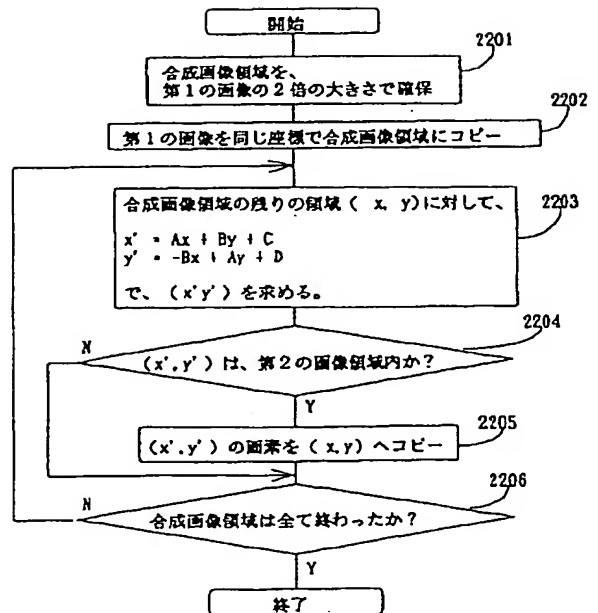 開始
2201
合成画像領域を、
第1の画像の2倍の大きさで確保
2202
第1の画像を同じ座標で合成画像領域にコピー
合成画像領域の残りの領域( x, y)に対して、
2203
x' = Ax + By + C
y' = -Bx + Ay + D
で、(x'y')を求める。
2204
N
(x',y')は、第2の画像領域内か?
Y
2205
(x',y')の画素を(x,y)へコピー
2206
N
合成画像領域は全て終わったか?
Y
終了